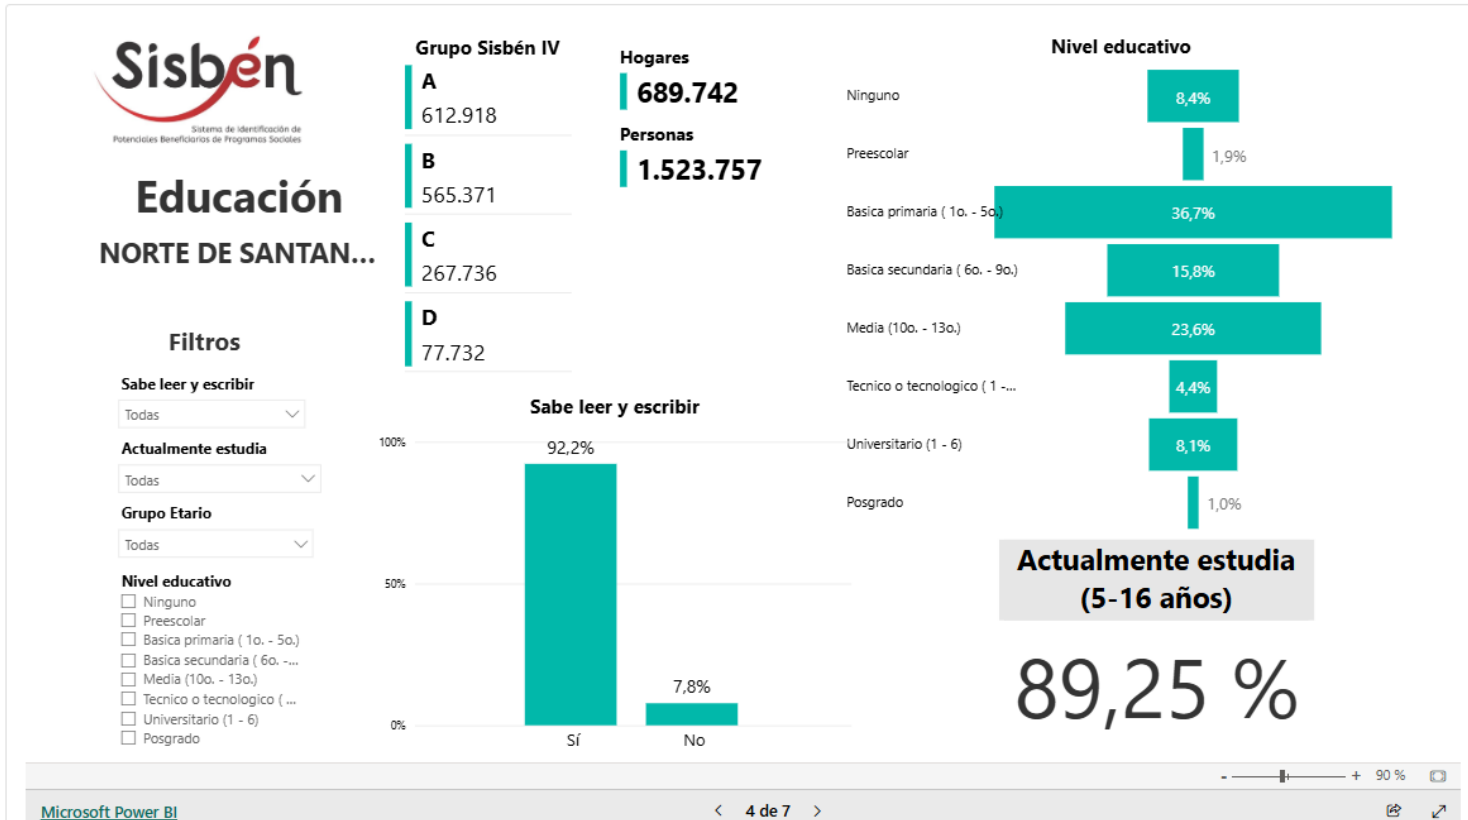 Sisbén
Sistema de Identificación de
Potenciales Beneficiarios de Programas Sociales
Educación
NORTE DE SANTAN...
Filtros
Sabe leer y escribir
Todas
Actualmente estudia
Todas
Grupo Etario
Todas
Nivel educativo
Ninguno
Preescolar
Basica primaria ( 1o. - 5o.)
Basica secundaria ( 6o. -...
Media (10o. - 13o.)
Tecnico o tecnologico ( ...
Universitario (1 - 6)
Posgrado
Grupo Sisbén IV
A
612.918
B
565.371
C
267.736
D
77.732
Hogares
689.742
Personas
1.523.757
Sabe leer y escribir
100%
50%
0%
92,2%
7,8%
Sí
No
Nivel educativo
Ninguno
8,4%
Preescolar
1,9%
Basica primaria ( 1o. - 5o.)
36,7%
Basica secundaria ( 6o. - 9o.)
15,8%
Media (10o. - 13o.)
23,6%
Tecnico o tecnologico ( 1 -...
4,4%
Universitario (1 - 6)
8,1%
Posgrado
1,0%
Actualmente estudia
(5-16 años)
89,25 %
- + 90 %
Microsoft Power BI
< 4 de 7 >